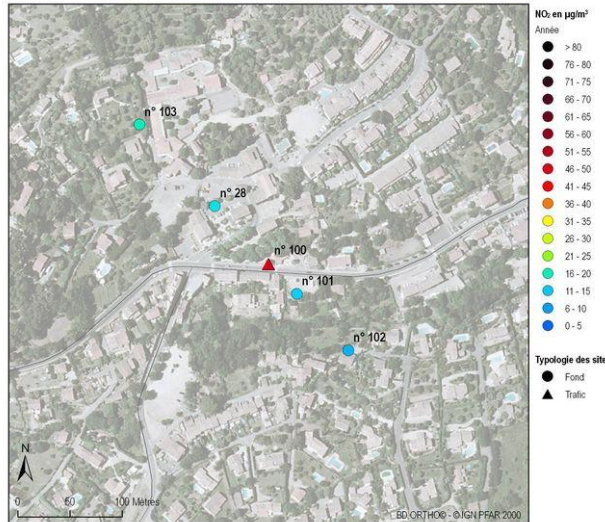 NO₂ en µg/m³
Année
> 80
76 - 80
71 - 75
66 - 70
61 - 65
56 - 60
51 - 55
46 - 50
41 - 45
36 - 40
31 - 35
26 - 30
21 - 25
16 - 20
11 - 15
6 - 10
0 - 5
Typologie des site
Fond
Trafic
n° 103
n° 28
n° 100
n° 101
n° 102
N
0 50 100 Mètres
BD ORTHO® - © IGN PFAR 2000